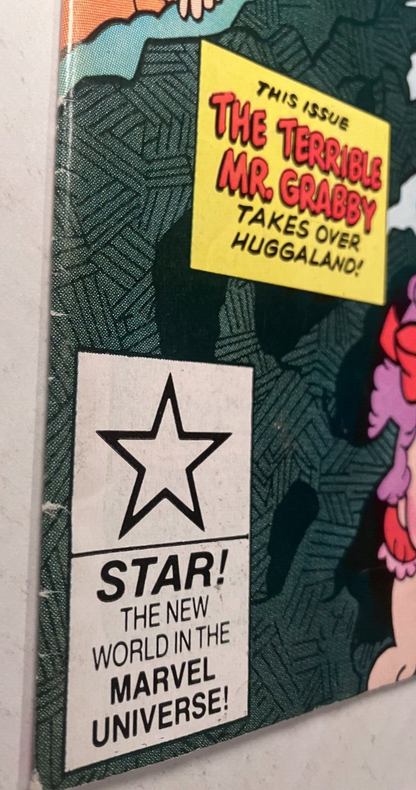 THIS ISSUE
THE TERRIBLE
MR. GRABBY
TAKES OVER
HUGGALAND!
STAR!
THE NEW
WORLD IN THE
MARVEL
UNIVERSE!